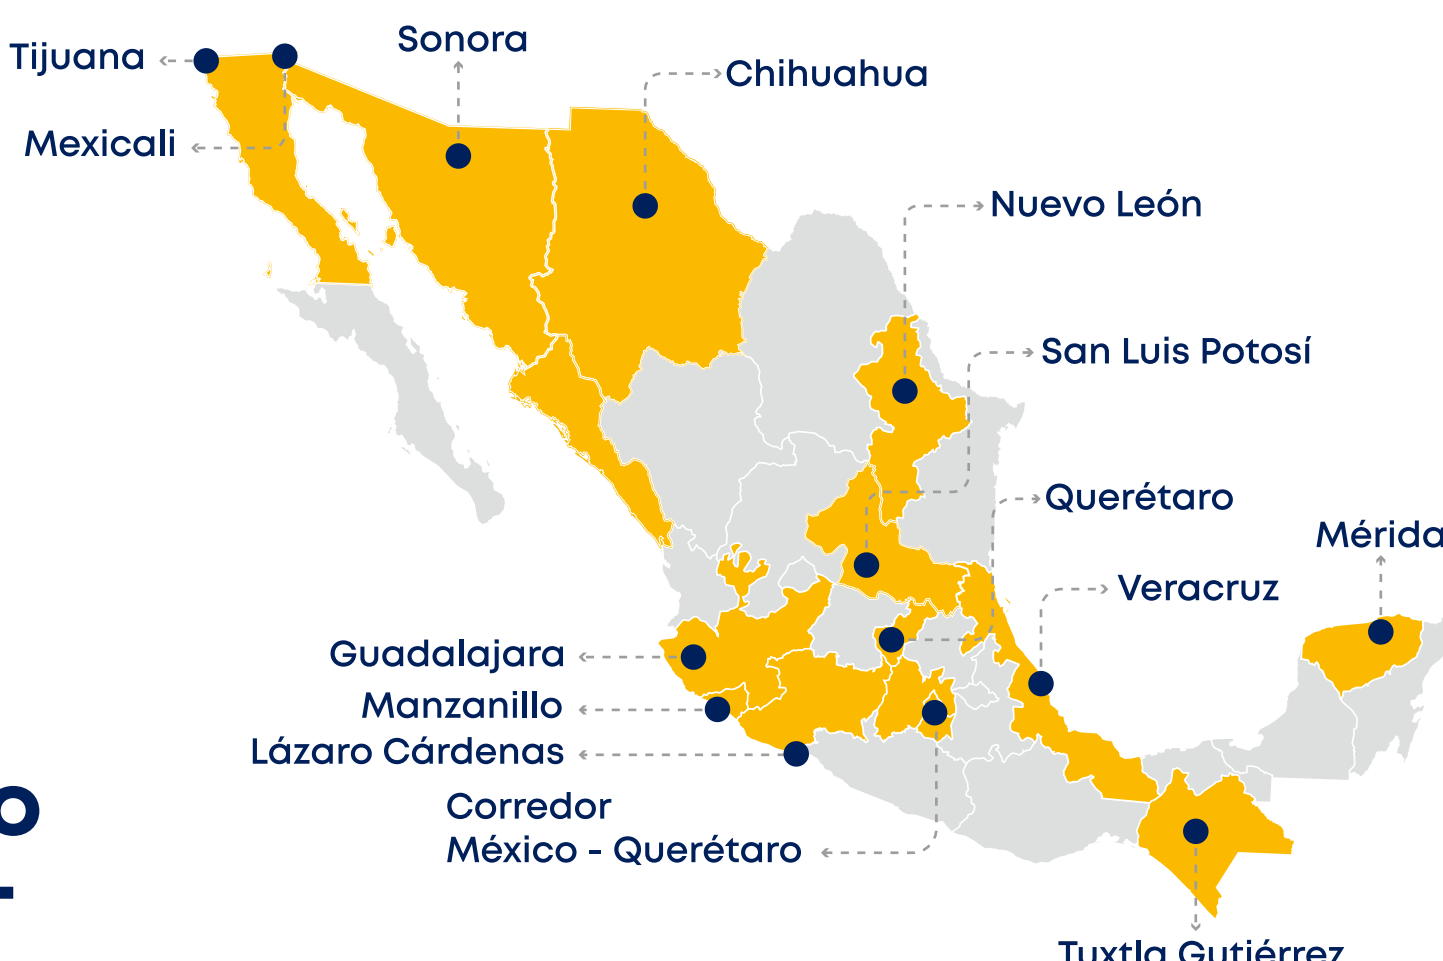 Sonora
Tijuana
Chihuahua
Mexicali
Nuevo León
San Luis Potosí
Querétaro
Mérida
Veracruz
Guadalajara
Manzanillo
Lázaro Cárdenas
Corredor
México - Querétaro
Tuxtla Gutiérrez